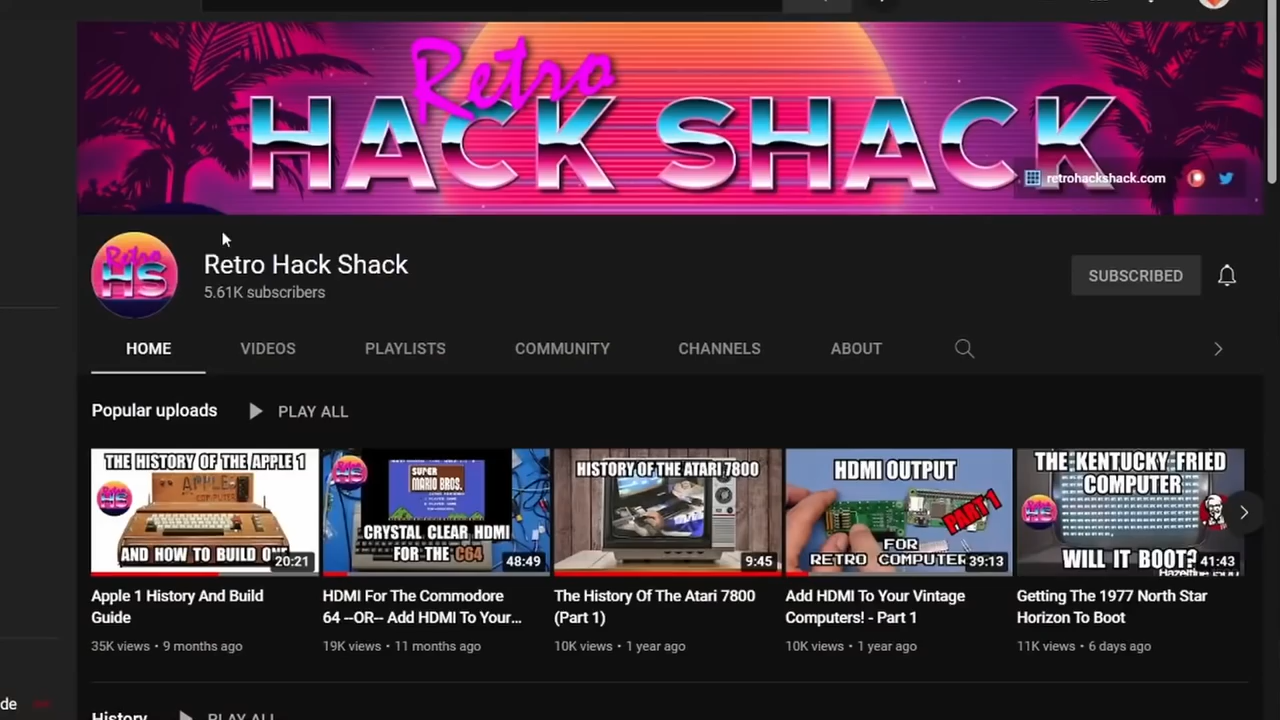 Retro
HACK SHACK
retrohackshack.com
Retro
HS
Retro Hack Shack
5.61K subscribers
SUBSCRIBED
HOME
VIDEOS
PLAYLISTS
COMMUNITY
CHANNELS
ABOUT
Popular uploads
PLAY ALL
THE HISTORY OF THE APPLE 1
HS
APPLE
COMPUTER
AND HOW TO BUILD ONE
20:21
HS
SUPER
MARIO BROS.
CRYSTAL CLEAR HDMI
FOR THE C64
48:49
HISTORY OF THE ATARI 7800
9:45
HDMI OUTPUT
PART 1
FOR
RETRO COMPUTER
39:13
THE KENTUCKY FRIED
COMPUTER
HS
KFC
WILL IT BOOT?
41:43
Apple 1 History And Build
Guide
35K views • 9 months ago
HDMI For The Commodore
64 --OR-- Add HDMI To Your...
19K views • 11 months ago
The History Of The Atari 7800
(Part 1)
10K views • 1 year ago
Add HDMI To Your Vintage
Computers! - Part 1
10K views • 1 year ago
Getting The 1977 North Star
Horizon To Boot
11K views • 6 days ago
de
History
PLAY ALL